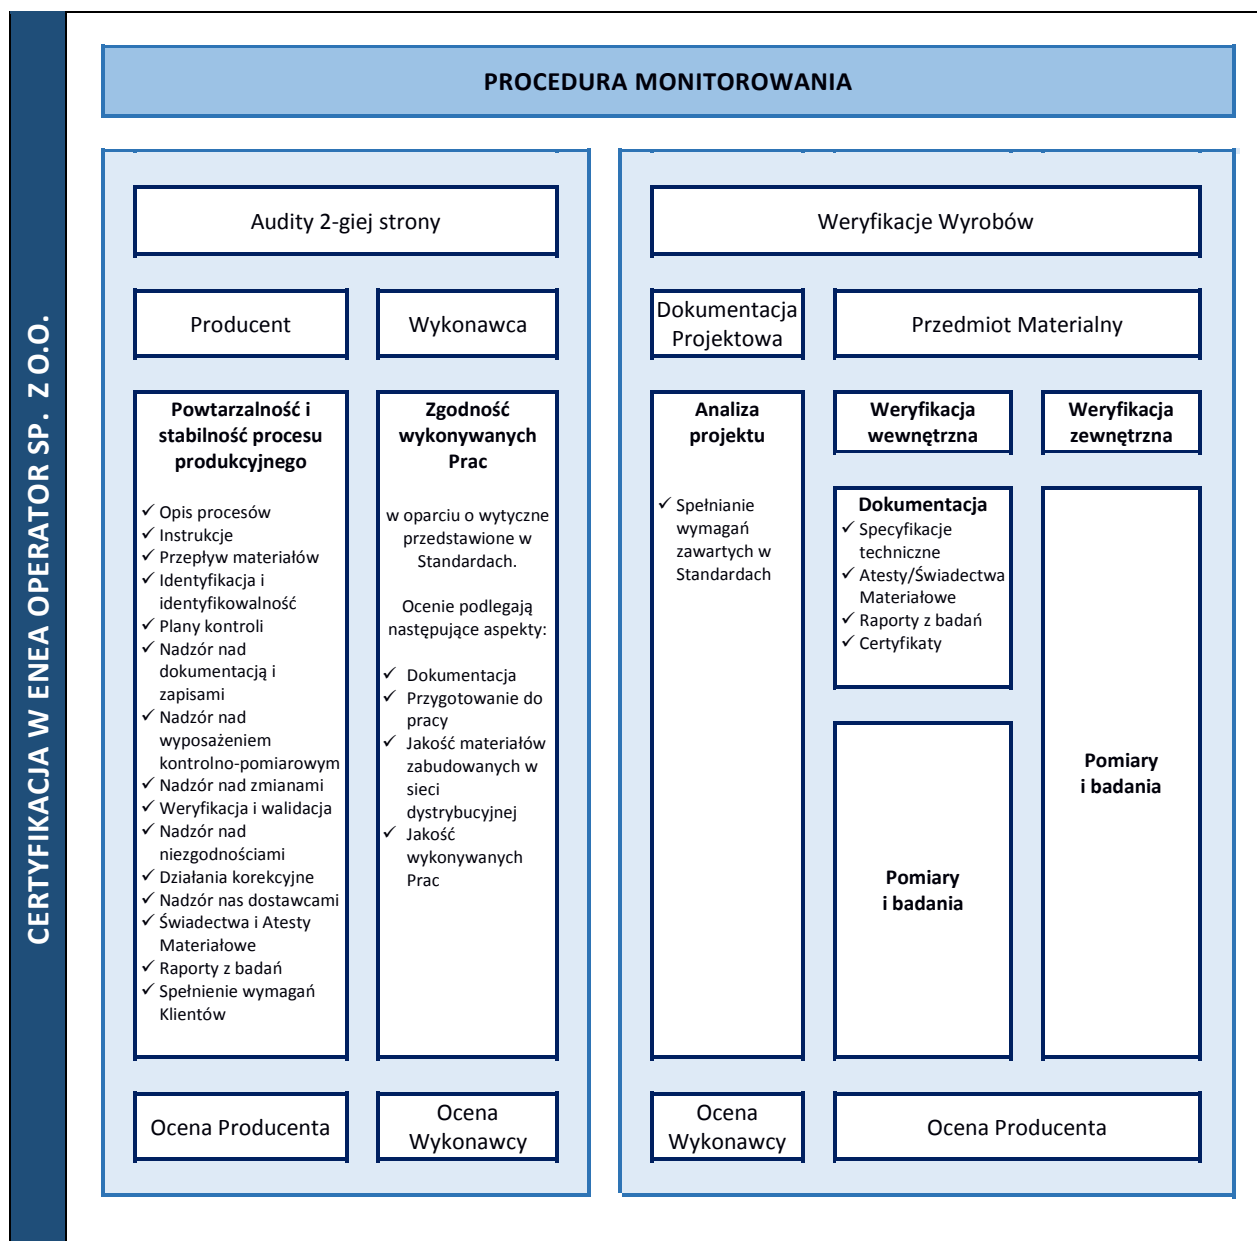 CERTYFIKACJA W ENEA OPERATOR SP. Z O.O.
PROCEDURA MONITOROWANIA
Audity 2-giej strony
Producent
Wykonawca
Powtarzalność i
stabilność procesu
produkcyjnego
✓ Opis procesów
✓ Instrukcje
✓ Przepływ materiałów
✓ Identyfikacja i
identyfikowalność
✓ Plany kontroli
✓ Nadzór nad
dokumentacją i
zapisami
✓ Nadzór nad
wyposażeniem
kontrolno-pomiarowym
✓ Nadzór nad zmianami
✓ Weryfikacja i walidacja
✓ Nadzór nad
niezgodnościami
✓ Działania korekcyjne
✓ Nadzór nas dostawcami
✓ Świadectwa i Atesty
Materiałowe
✓ Raporty z badań
✓ Spełnienie wymagań
Klientów
Zgodność
wykonywanych
Prac
w oparciu o wytyczne
przedstawione w
Standardach.
Ocenie podlegają
następujące aspekty:
✓ Dokumentacja
✓ Przygotowanie do
pracy
✓ Jakość materiałów
zabudowanych w
sieci
dystrybucyjnej
✓ Jakość
wykonywanych
Prac
Ocena Producenta
Ocena
Wykonawcy
Weryfikacje Wyrobów
Dokumentacja
Projektowa
Przedmiot Materialny
Analiza
projektu
✓ Spełnianie
wymagań
zawartych w
Standardach
Weryfikacja
wewnętrzna
Dokumentacja
✓ Specyfikacje
techniczne
✓ Atesty/Świadectwa
Materiałowe
✓ Raporty z badań
✓ Certyfikaty
Pomiary
i badania
Weryfikacja
zewnętrzna
Pomiary
i badania
Ocena
Wykonawcy
Ocena Producenta